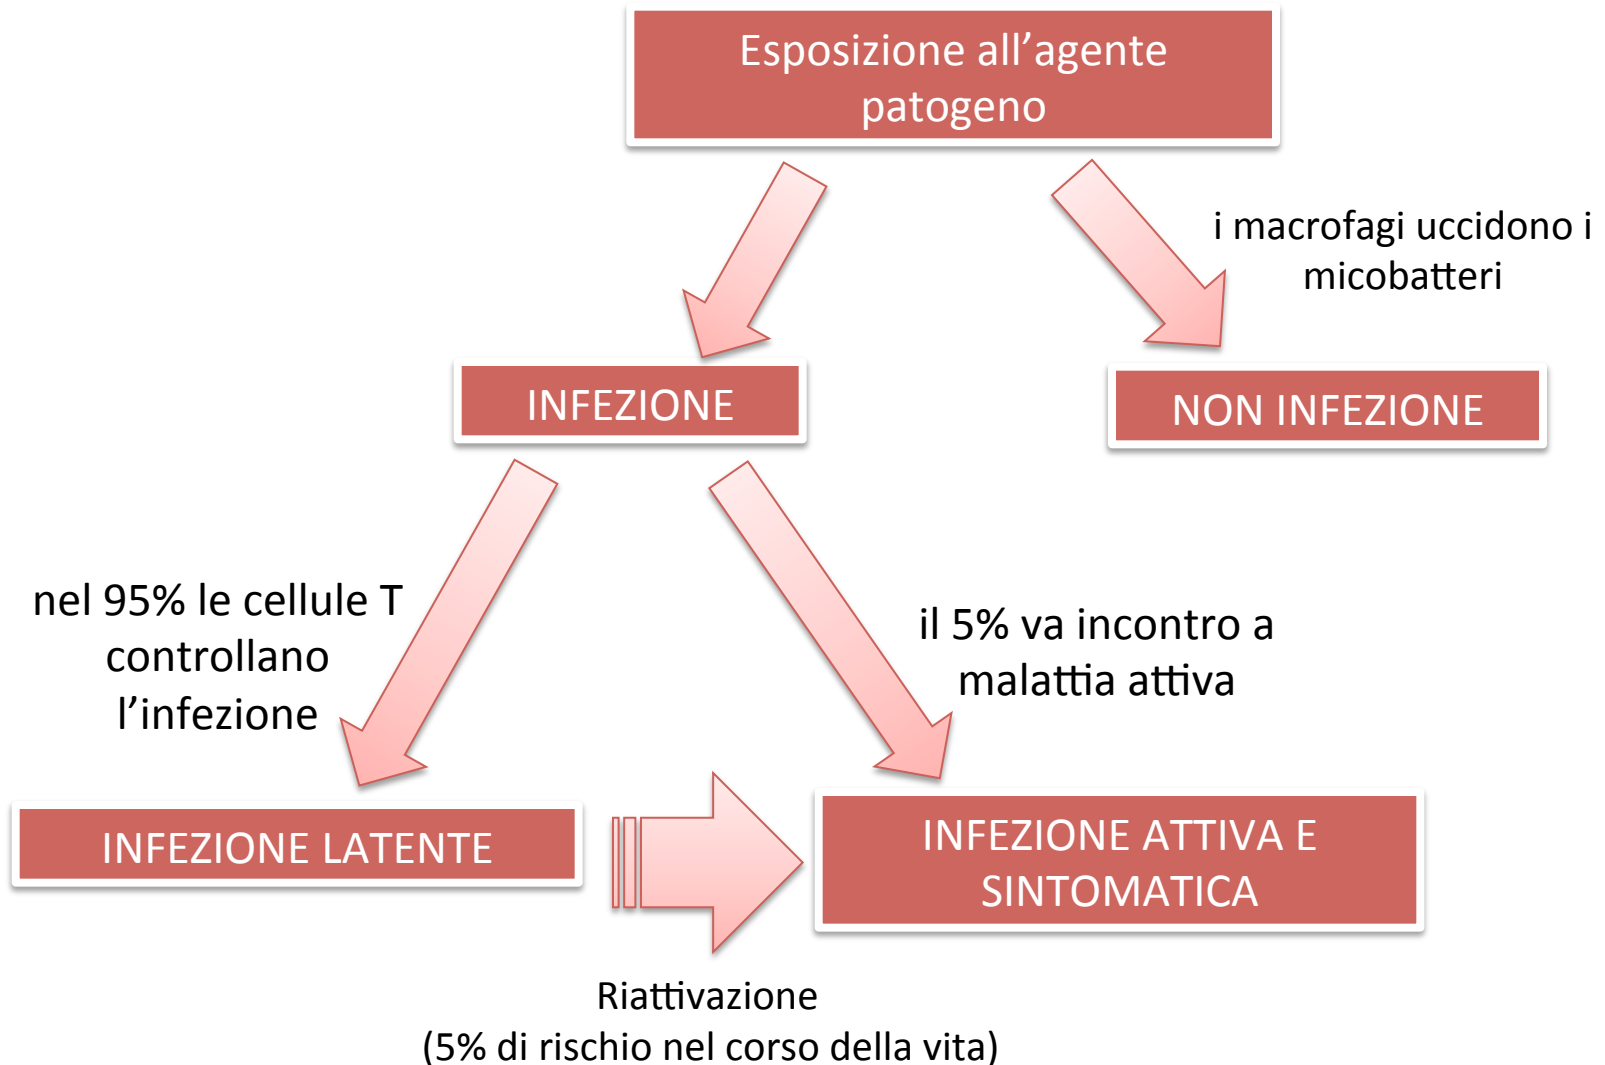 Esposizione all’agente
patogeno
i macrofagi uccidono i
micobatteri
INFEZIONE
NON INFEZIONE
nel 95% le cellule T
controllano
l’infezione
il 5% va incontro a
malattia attiva
INFEZIONE LATENTE
INFEZIONE ATTIVA E
SINTOMATICA
Riattivazione
(5% di rischio nel corso della vita)